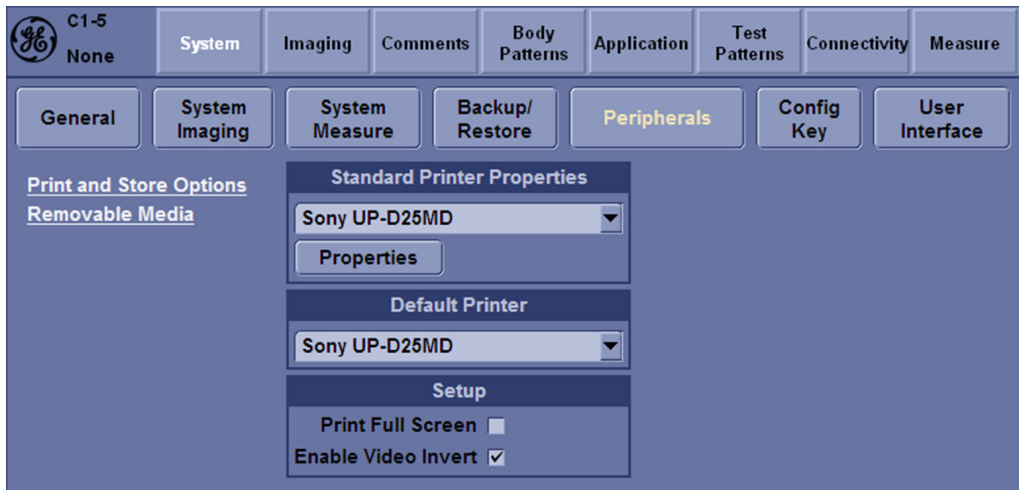 GE
C1-5
None
System
Imaging
Comments
Body
Patterns
Application
Test
Patterns
Connectivity
Measure
General
System
Imaging
System
Measure
Backup/
Restore
Peripherals
Config
Key
User
Interface
Print and Store Options
Removable Media
Standard Printer Properties
Sony UP-D25MD
Properties
Default Printer
Sony UP-D25MD
Setup
Print Full Screen
Enable Video Invert